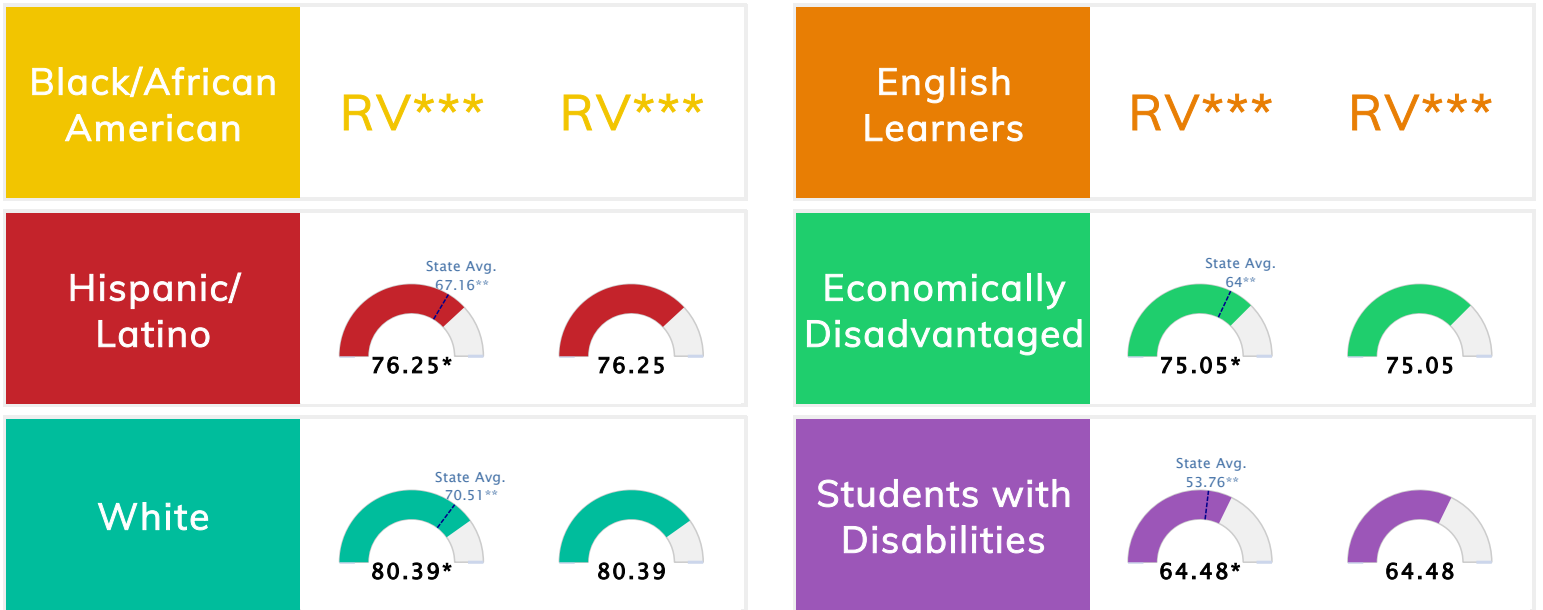 Black/African
American
RV***
RV***
English
Learners
RV***
RV***
Hispanic/
Latino
State Avg.
67.16**
76.25*
76.25
Economically
Disadvantaged
State Avg.
64**
75.05*
75.05
White
State Avg.
70.51**
80.39*
80.39
Students with
Disabilities
State Avg.
53.76**
64.48*
64.48